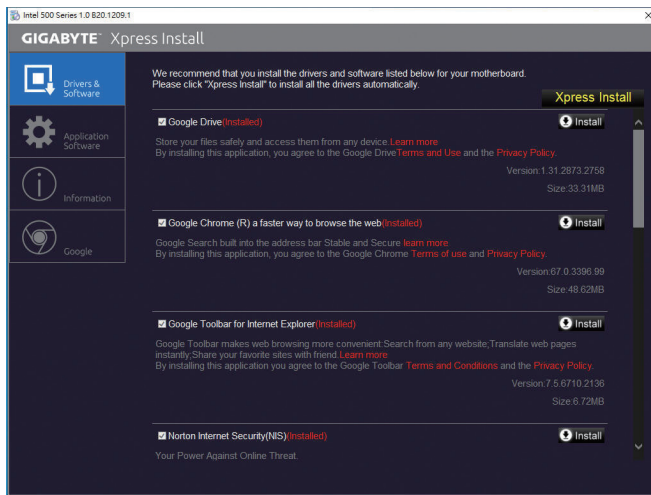 Intel 500 Series 1.0 B20.1209.1
GIGABYTE™ Xpress Install
Drivers &
Software
Application
Software
Information
Google
We recommend that you install the drivers and software listed below for your motherboard.
Please click "Xpress Install" to install all the drivers automatically.
Xpress Install
Google Drive(Installed)
Install
Store your files safely and access them from any device.Learn more
By installing this application, you agree to the Google DriveTerms and Use and the Privacy Policy.
Version:1.31.2873.2758
Size:33.31MB
Google Chrome (R) a faster way to browse the web(Installed)
Install
Google Search built into the address bar Stable and Secure learn more
By installing this application, you agree to the Google Chrome Terms of use and Privacy Policy.
Version:67.0.3396.99
Size:48.62MB
Google Toolbar for Internet Explorer(Installed)
Install
Google Toolbar makes web browsing more convenient:Search from any website;Translate web pages
instantly;Share your favorite sites with friend.Learn more
By installing this application you agree to the Google Toolbar Terms and Conditions and the Privacy Policy.
Version:7.5.6710.2136
Size:6.72MB
Norton Internet Security(NIS)(Installed)
Install
Your Power Against Online Threat.